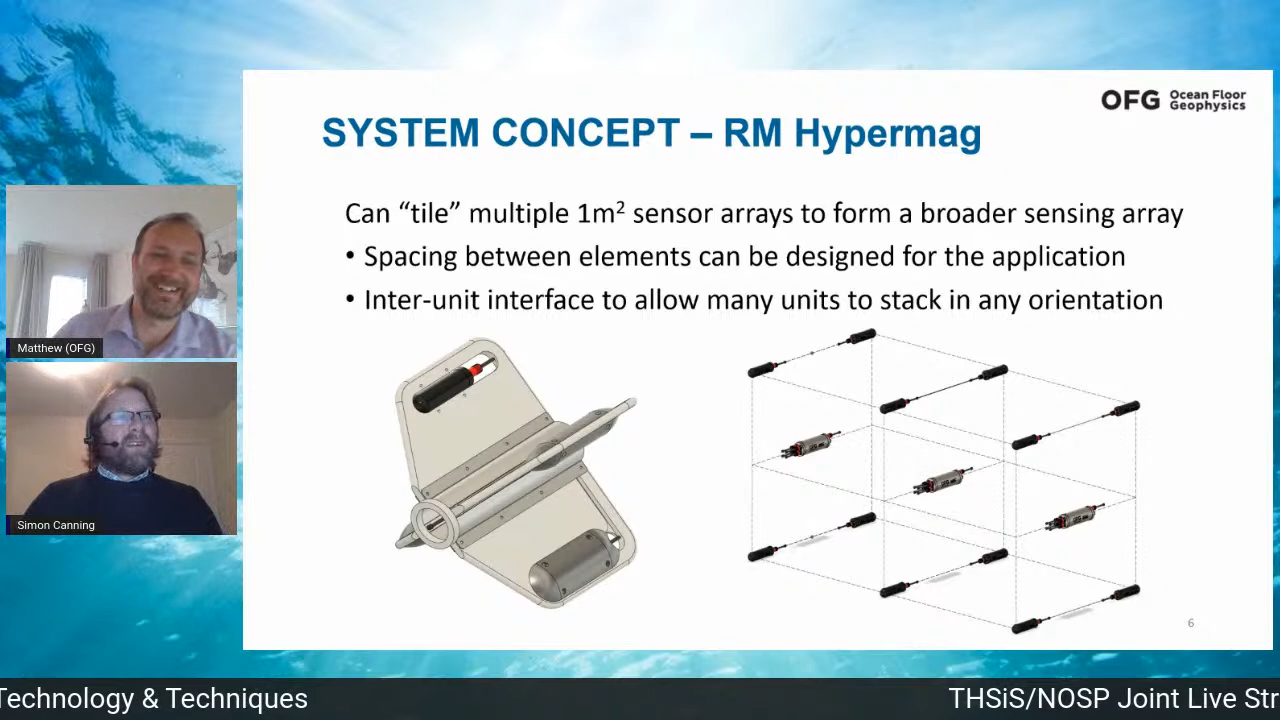 OFG Ocean Floor
Geophysics
SYSTEM CONCEPT – RM Hypermag
Can “tile” multiple 1m² sensor arrays to form a broader sensing array
• Spacing between elements can be designed for the application
• Inter-unit interface to allow many units to stack in any orientation
Matthew (OFG)
Simon Canning
6
Technology & Techniques
THSiS/NOSP Joint Live Str